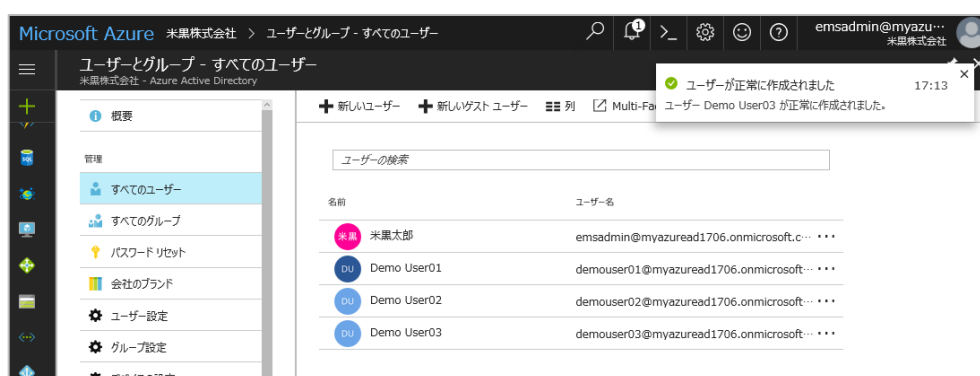 Microsoft Azure 米黒株式会社 > ユーザーとグループ - すべてのユーザー
emsadmin@myazu…
米黒株式会社
ユーザーとグループ - すべてのユーザー
米黒株式会社 - Azure Active Directory
ユーザーが正常に作成されました 17:13
ユーザー Demo User03 が正常に作成されました。
概要
新しいユーザー 新しいゲスト ユーザー 列 Multi-Fa
管理
ユーザーの検索
すべてのユーザー
名前 ユーザー名
すべてのグループ
米黒 米黒太郎 emsadmin@myazuread1706.onmicrosoft.c…
パスワード リセット
DU Demo User01 demouser01@myazuread1706.onmicrosoft…
会社のブランド
DU Demo User02 demouser02@myazuread1706.onmicrosoft…
ユーザー設定
DU Demo User03 demouser03@myazuread1706.onmicrosoft…
グループ設定